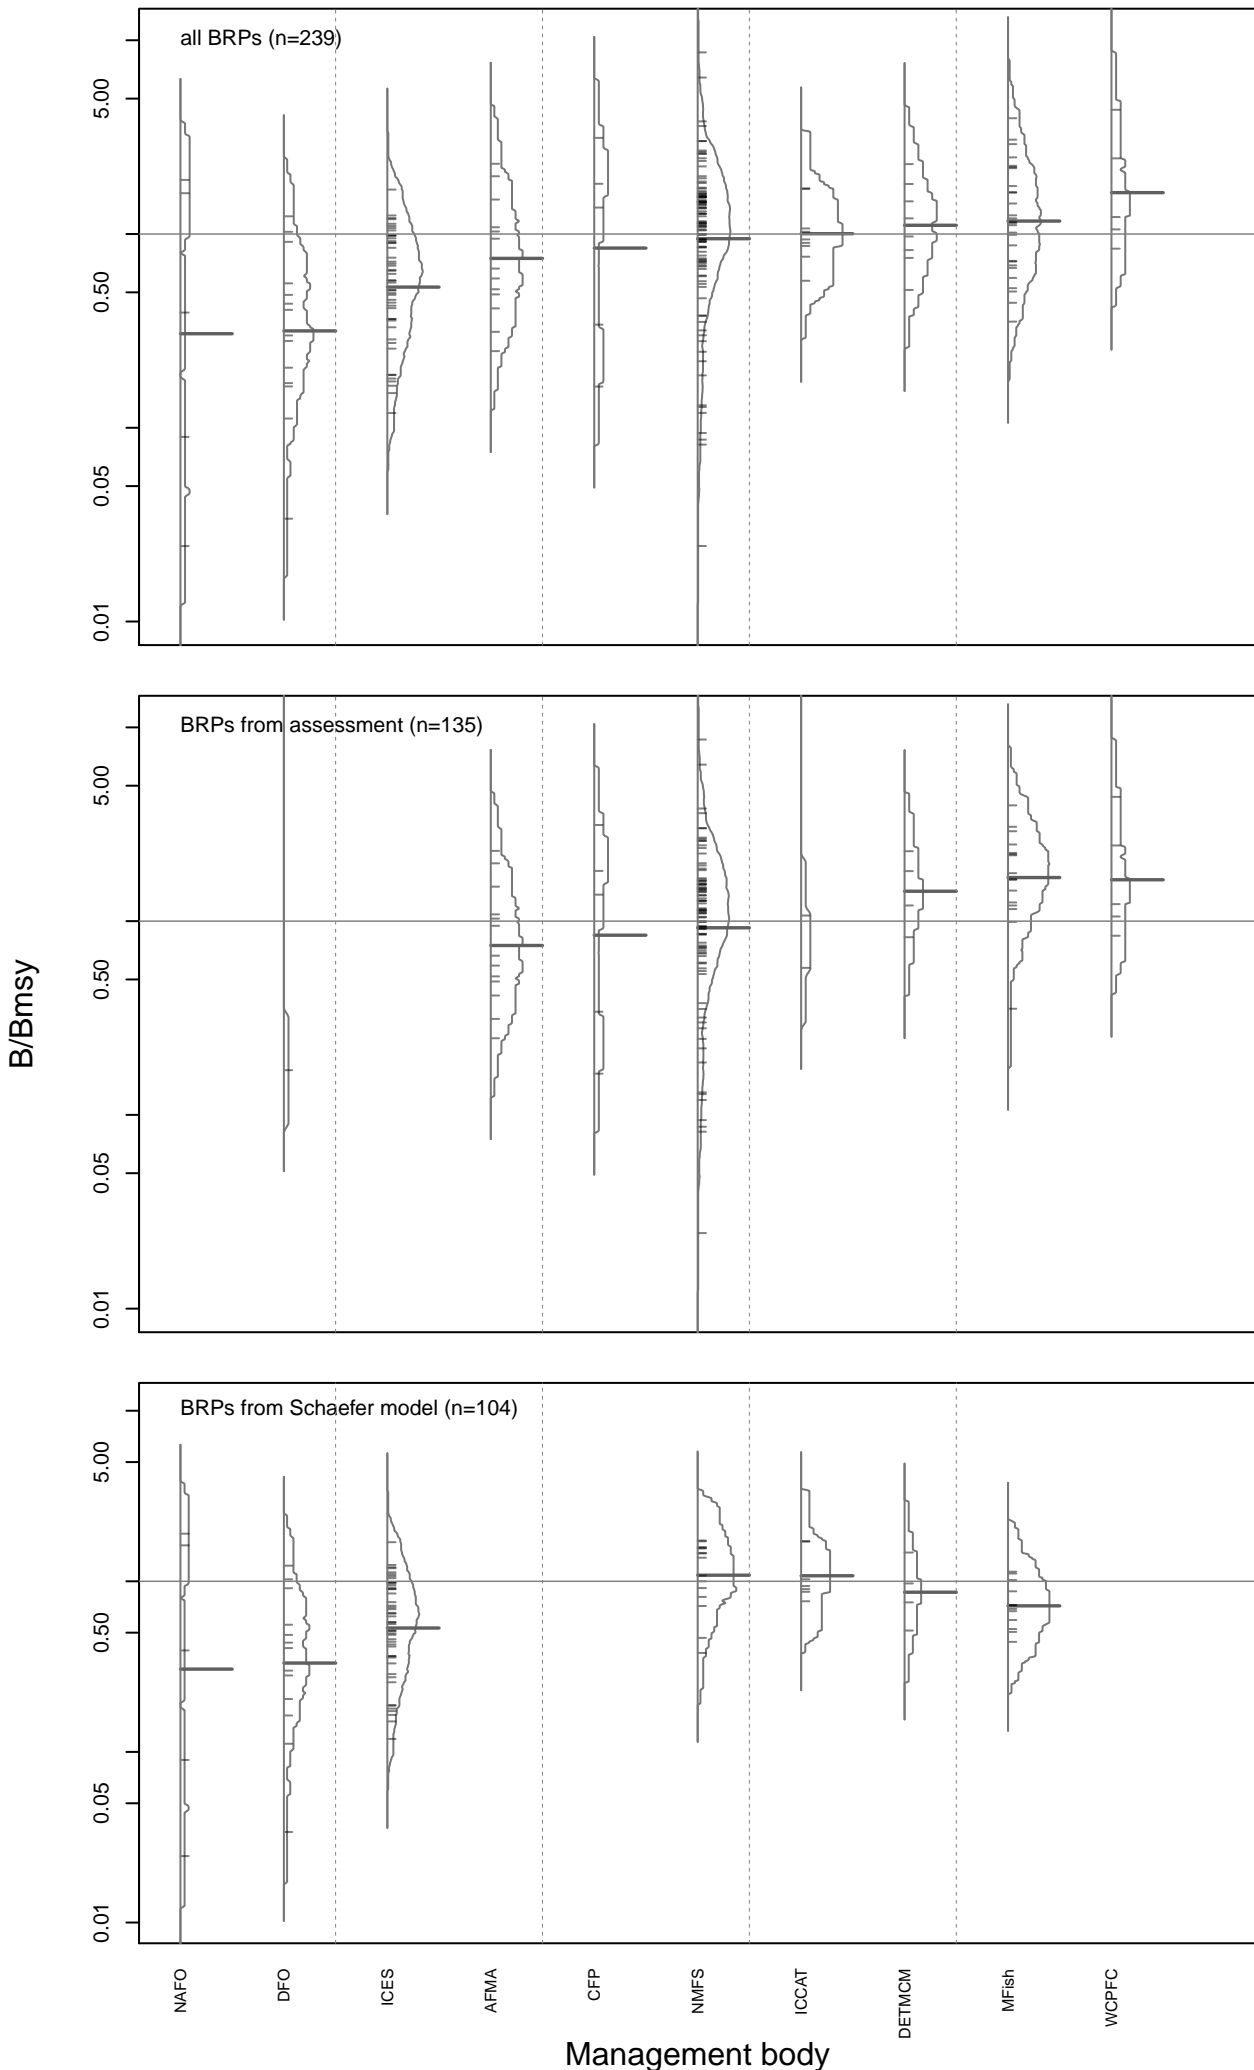 all BRPs (n=239)
5.00
0.50
0.05
0.01
BRPs from assessment (n=135)
5.00
0.50
0.05
0.01
B/Bmsy
BRPs from Schaefer model (n=104)
5.00
0.50
0.05
0.01
NAFO
DFO
ICES
AFMA
CFP
NMFS
ICCAT
DETMCM
MFish
WCPFC
Management body